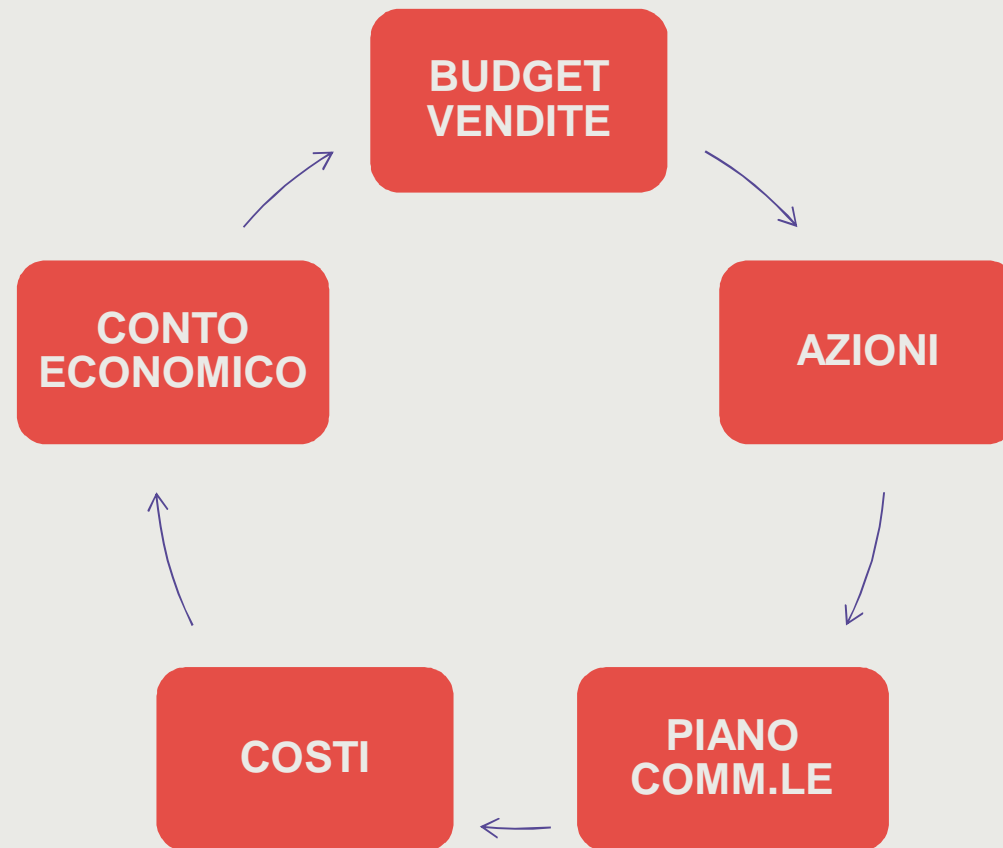 BUDGET
VENDITE
AZIONI
PIANO
COMM.LE
COSTI
CONTO
ECONOMICO